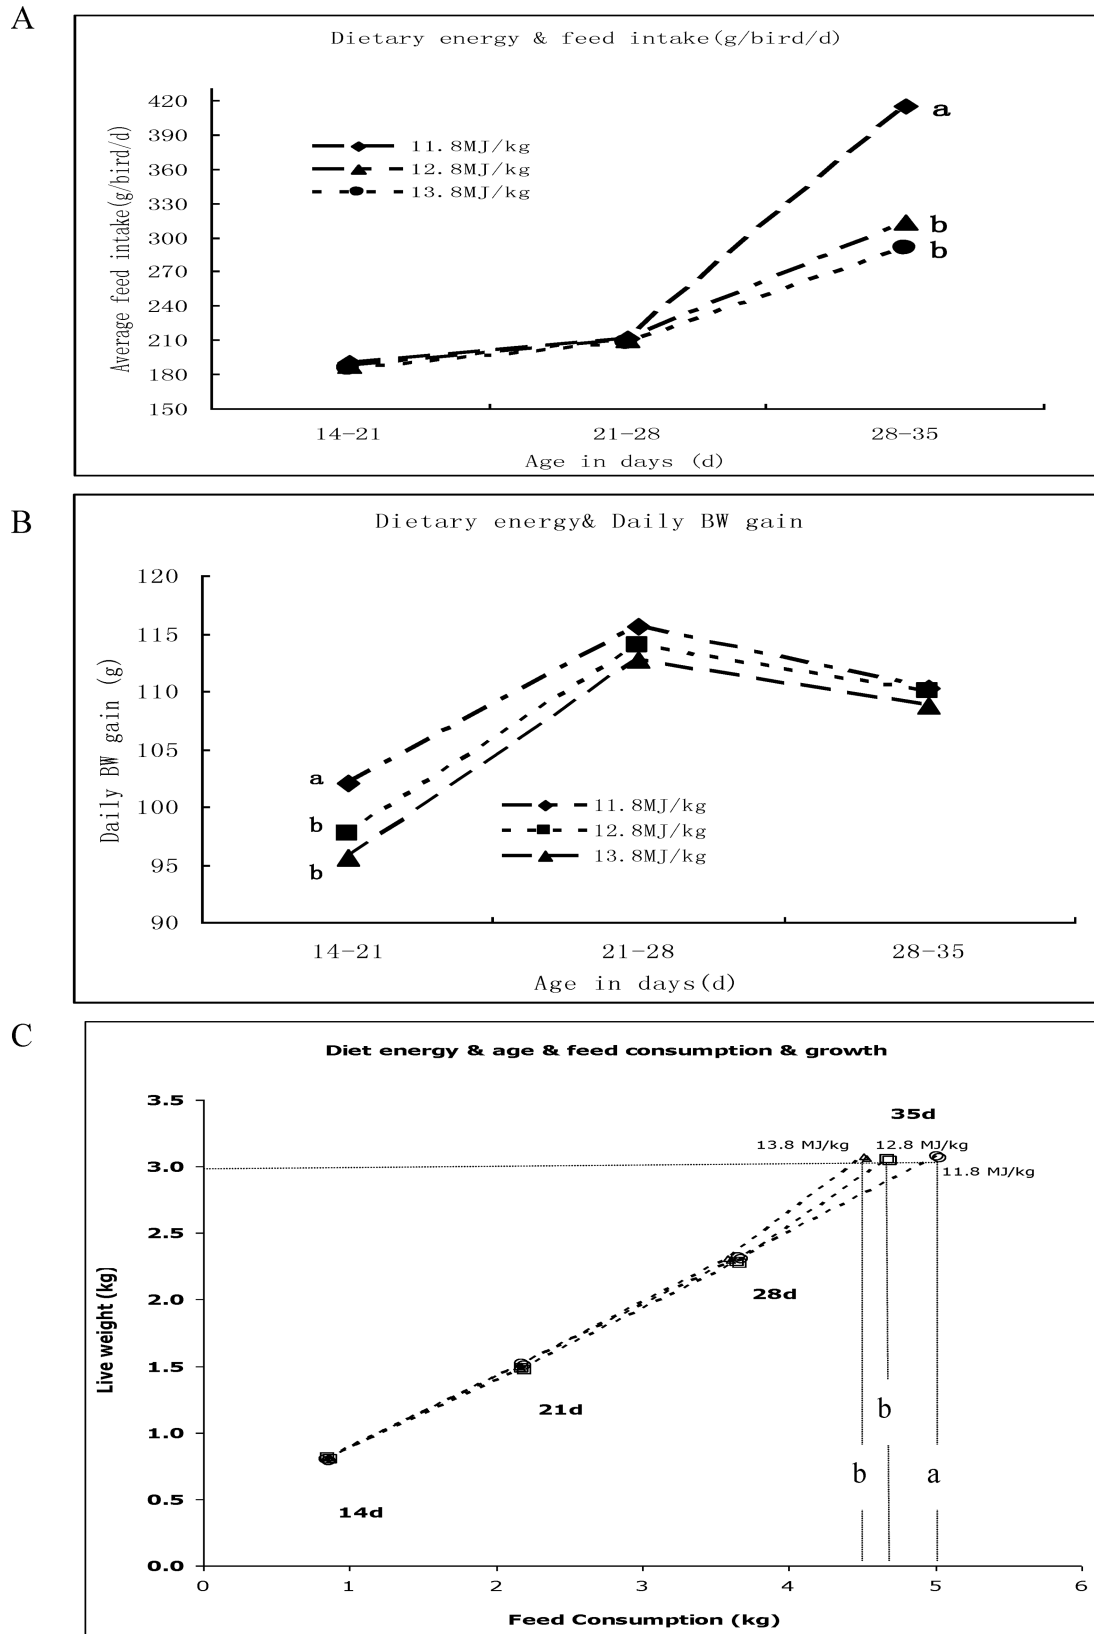 A
Dietary energy & feed intake(g/bird/d)
Average feed intake(g/bird/d)
420
390
360
330
300
270
240
210
180
150
11.8MJ/kg
12.8MJ/kg
13.8MJ/kg
a
b
b
14-21 21-28 28-35
Age in days (d)
B
Dietary energy& Daily BW gain
Daily BW gain (g)
120
115
110
105
100
95
90
a
b
b
11.8MJ/kg
12.8MJ/kg
13.8MJ/kg
14-21 21-28 28-35
Age in days(d)
C
Diet energy & age & feed consumption & growth
Live weight (kg)
3.5
3.0
2.5
2.0
1.5
1.0
0.5
0.0
35d
13.8 MJ/kg 12.8 MJ/kg
11.8 MJ/kg
28d
21d
14d
b
b a
0 1 2 3 4 5 6
Feed Consumption (kg)